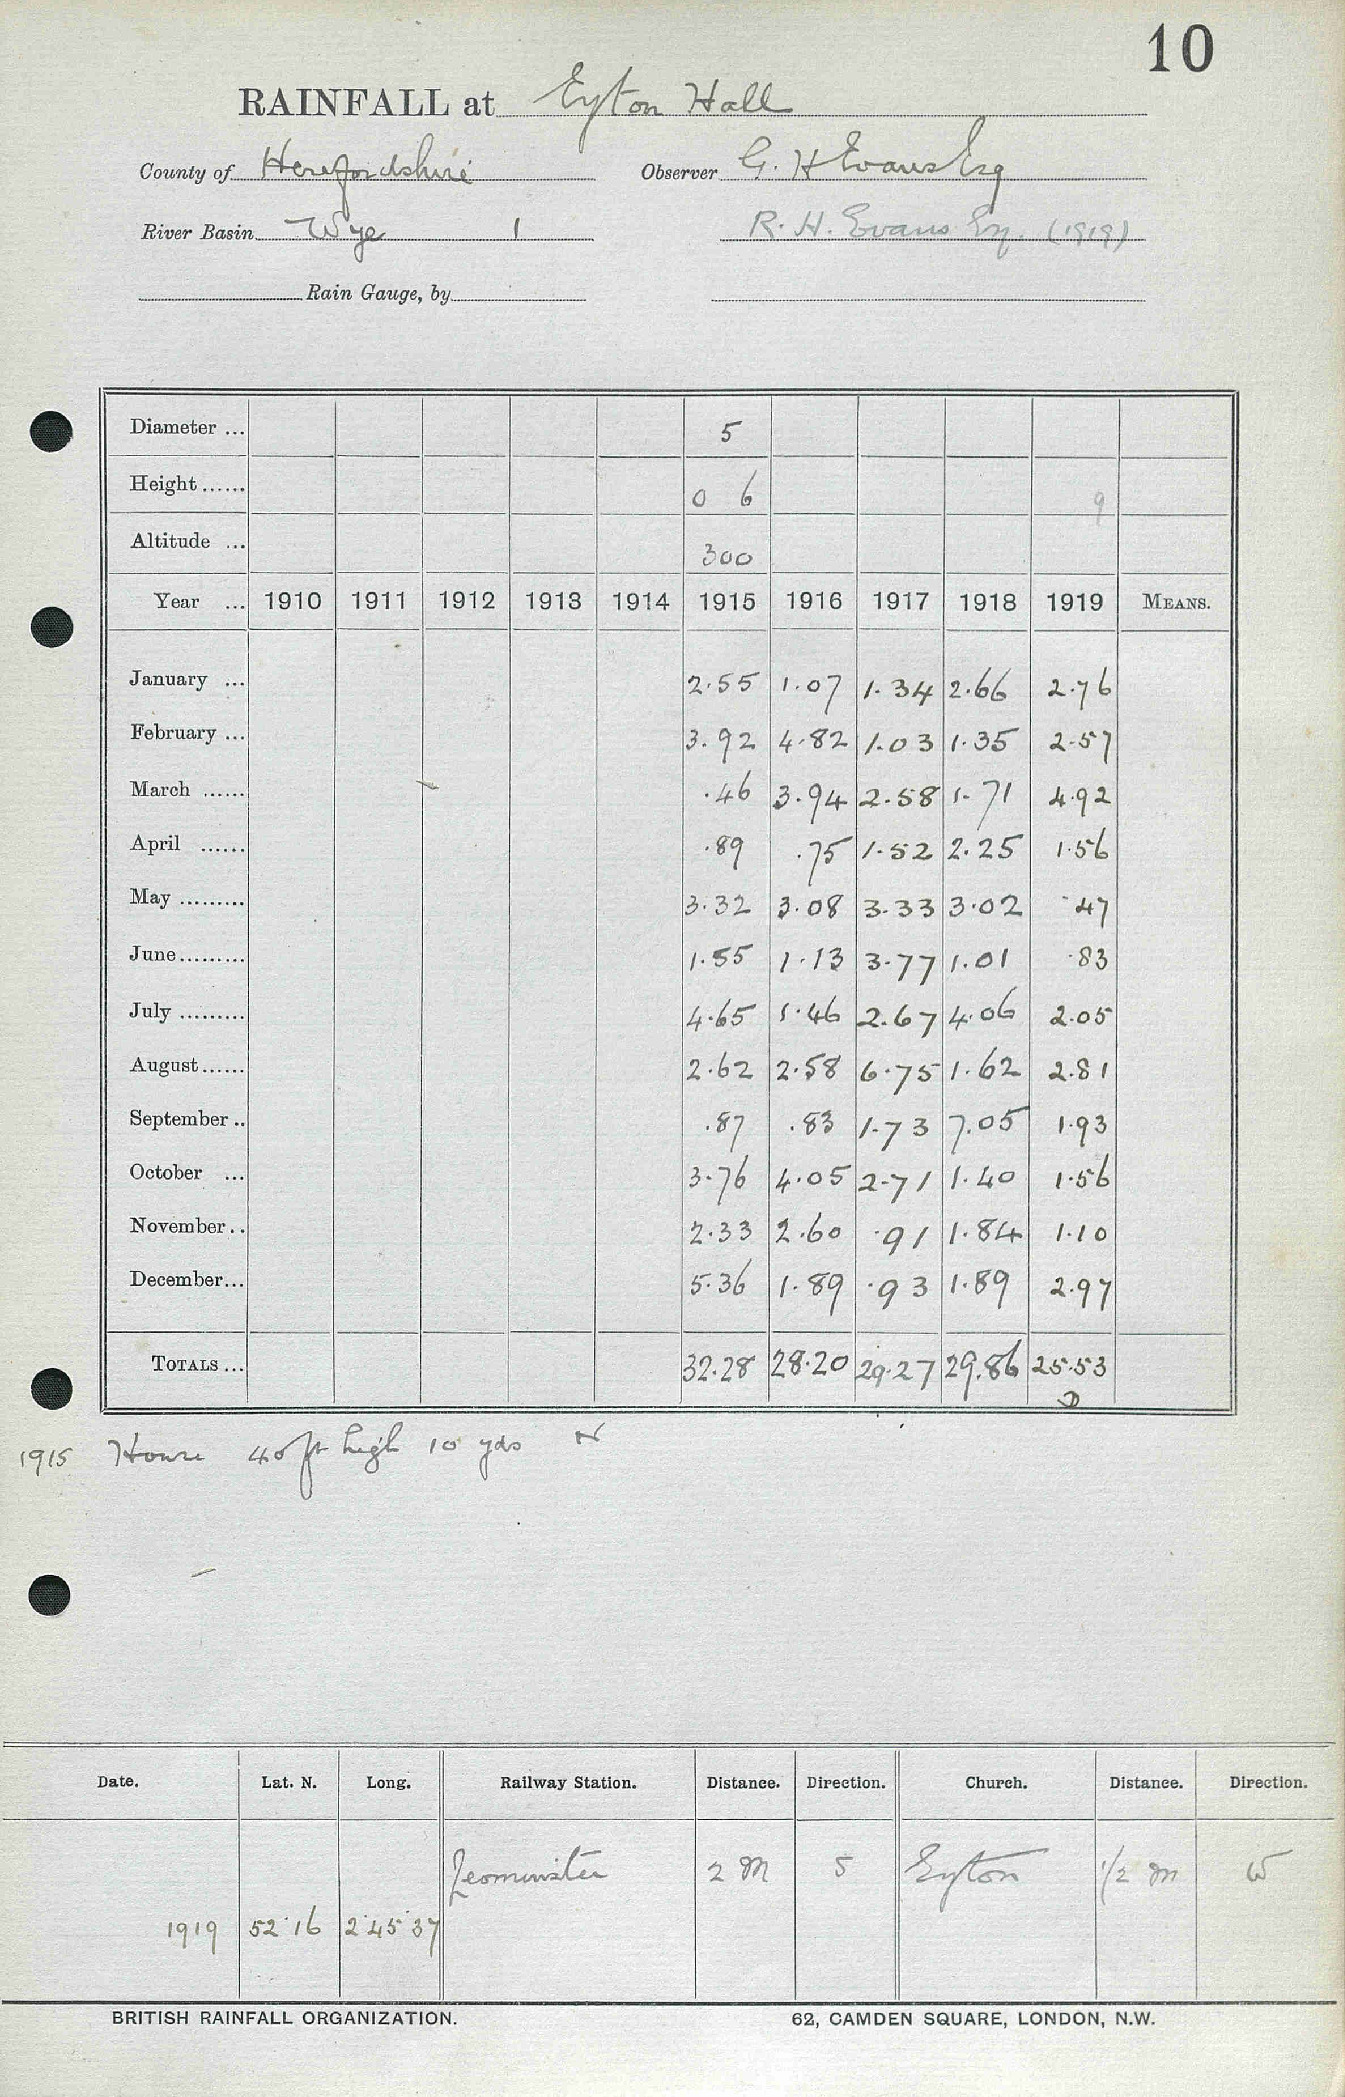 10
RAINFALL at Eyton Hall
County of Herefordshire Observer G. H Evans Esq
River Basin Wye 1 R. H. Evans Esq. (1919)
Rain Gauge, by
Diameter ... 5
Height ...... 0 6 9
Altitude ... 300
Year ... 1910 1911 1912 1913 1914 1915 1916 1917 1918 1919 MEANS.
January ... 2.55 1.07 1.34 2.66 2.76
February ... 3.92 4.82 1.03 1.35 2.57
March ...... .46 3.94 2.58 1.71 4.92
April ...... .89 .75 1.52 2.25 1.56
May ......... 3.32 3.08 3.33 3.02 .47
June ......... 1.55 1.13 3.77 1.01 .83
July ......... 4.65 1.46 2.67 4.06 2.05
August ...... 2.62 2.58 6.75 1.62 2.81
September .. .87 .83 1.73 7.05 1.93
October ... 3.76 4.05 2.71 1.40 1.56
November .. 2.33 2.60 .91 1.84 1.10
December ... 5.36 1.89 .93 1.89 2.97
TOTALS ... 32.28 28.20 29.27 29.86 25.53
D
1915 House 40 ft high 10 yds N
Date. Lat. N. Long. Railway Station. Distance. Direction. Church. Distance. Direction.
Leominster 2 M S Eyton 1/2 m W
1919 52°16' 2°45'37
BRITISH RAINFALL ORGANIZATION. 62, CAMDEN SQUARE, LONDON, N.W.